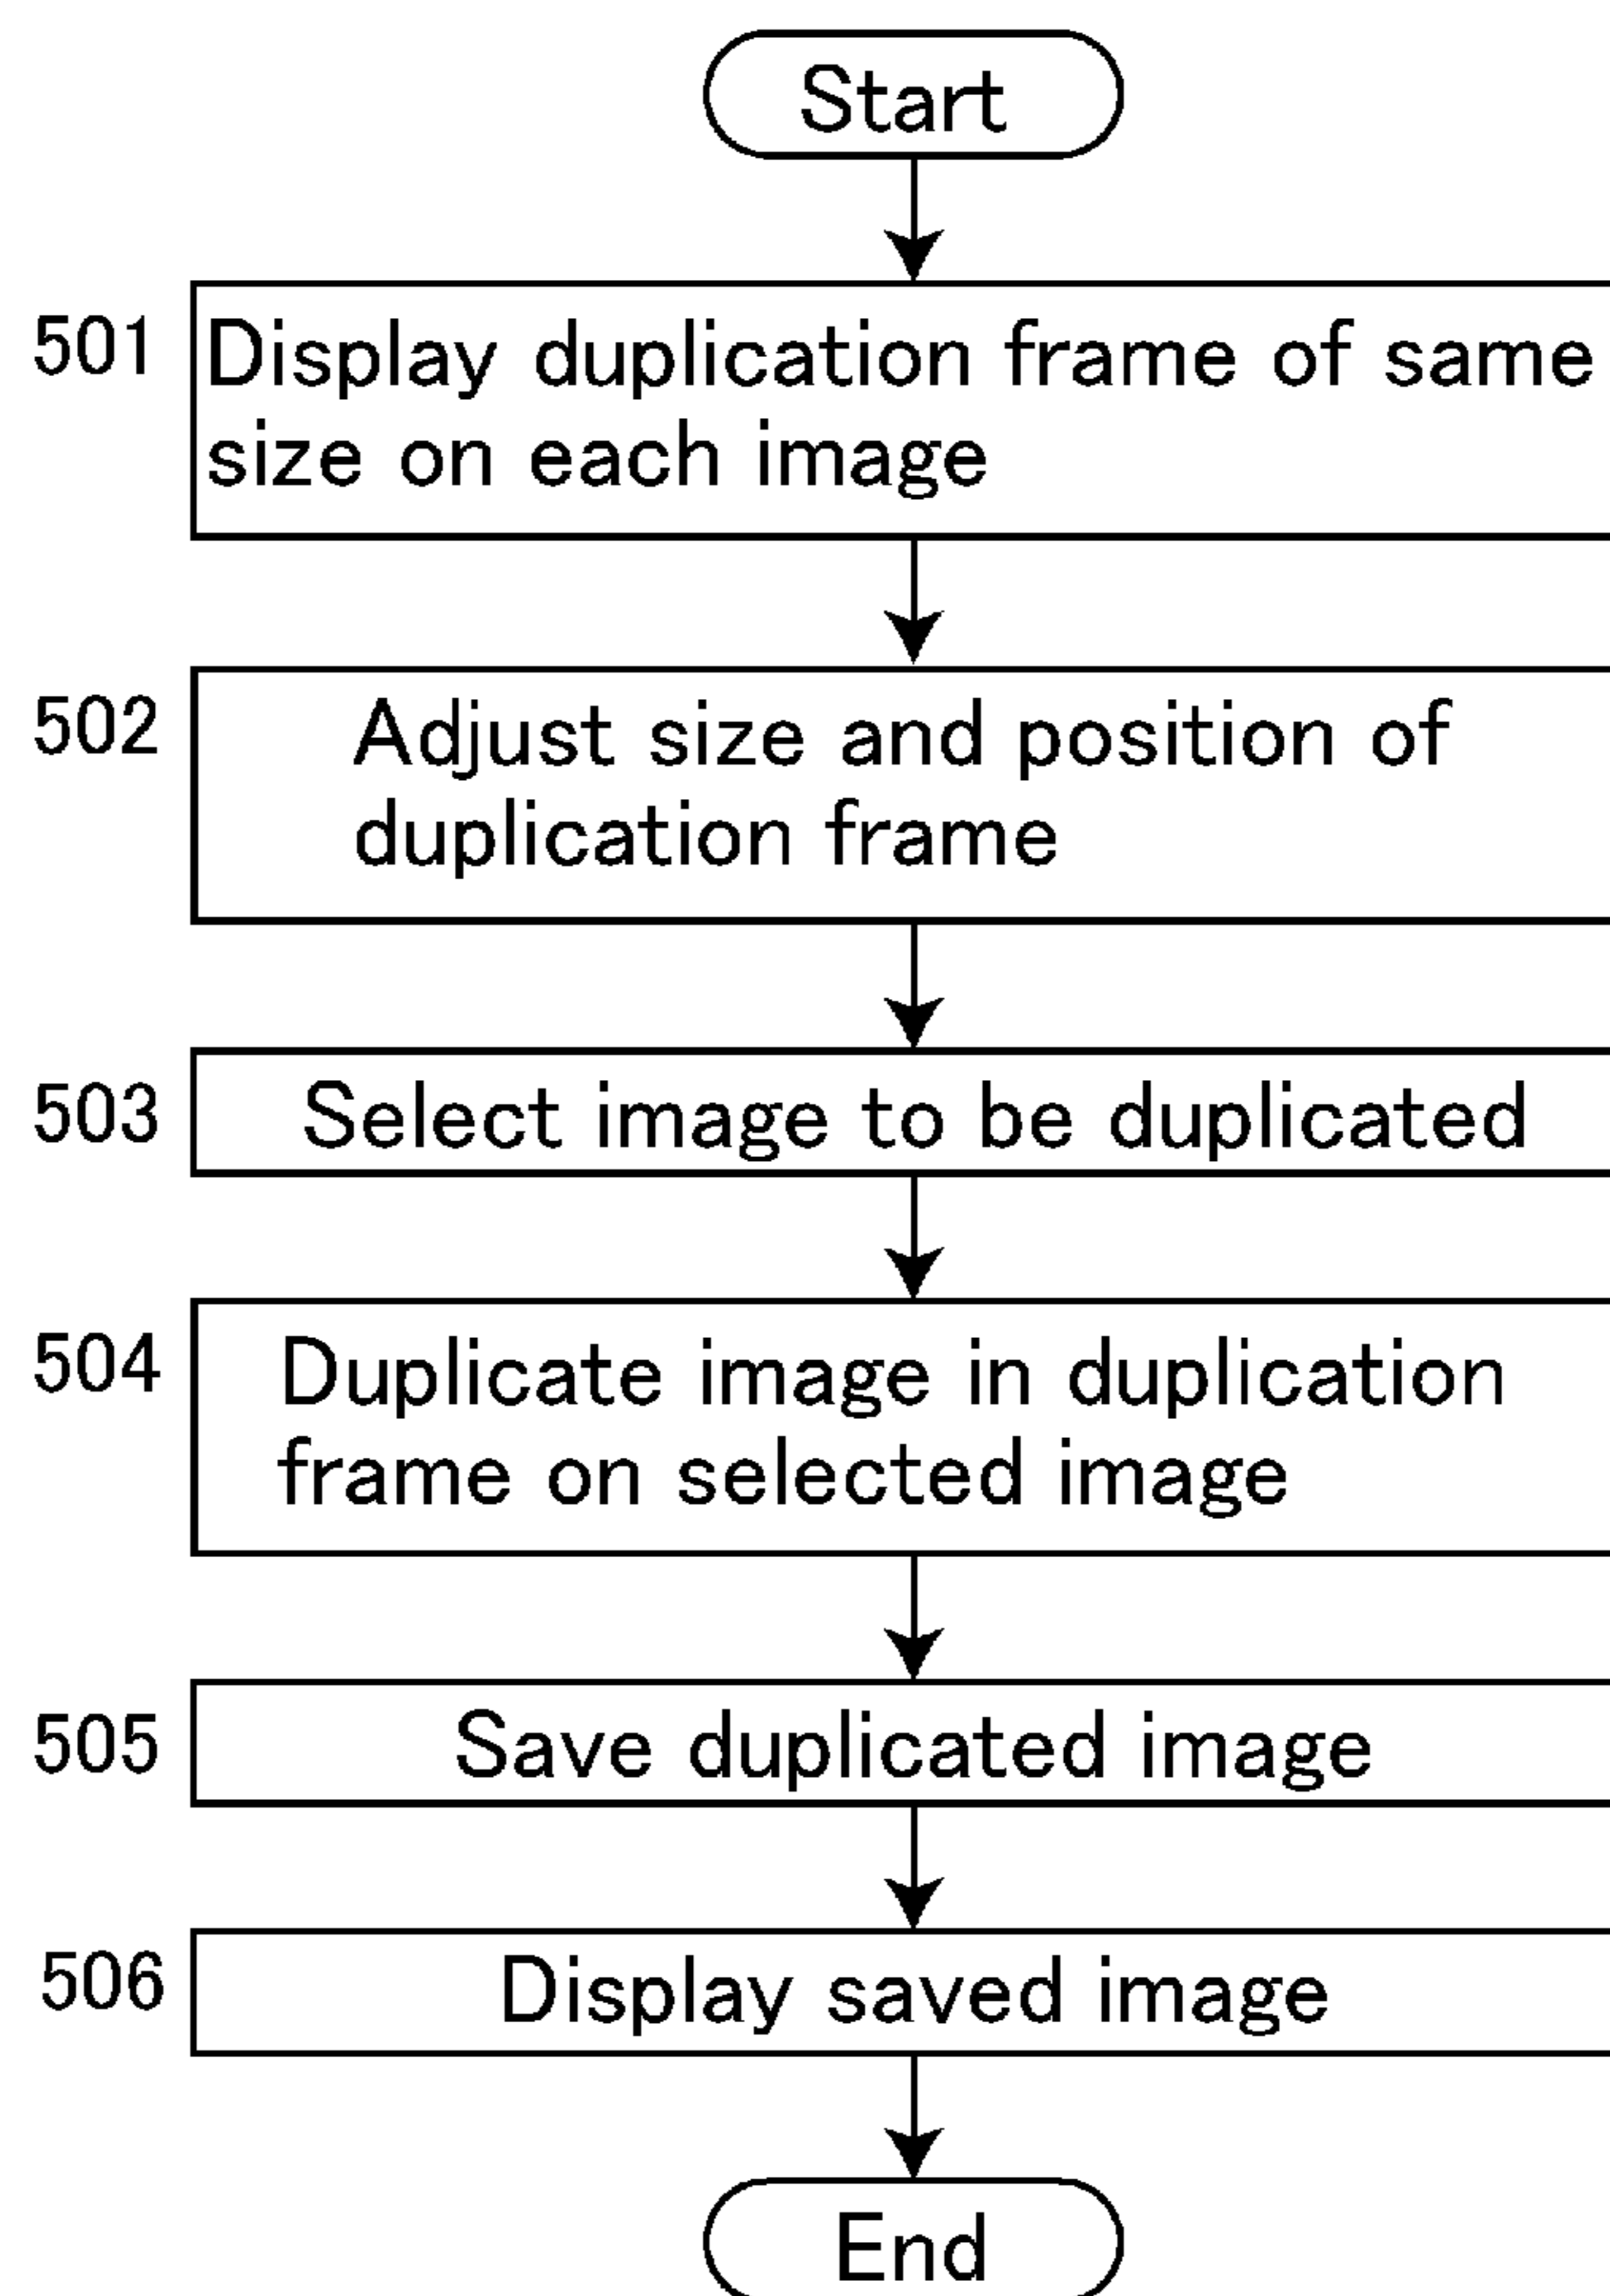 Start
501
Display duplication frame of same
size on each image
502
Adjust size and position of
duplication frame
503
Select image to be duplicated
504
Duplicate image in duplication
frame on selected image
505
Save duplicated image
506
Display saved image
End